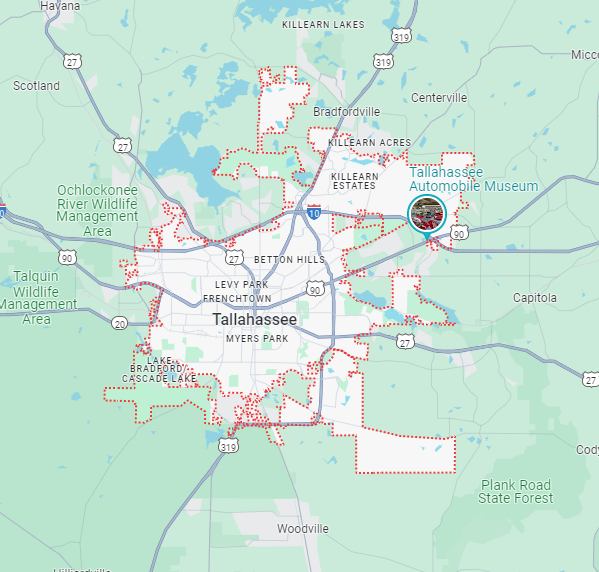 Havana
KILLEARN LAKES
319
27
319
Micc
Scotland
Centerville
Bradfordville
27
KILLEARN ACRES
Tallahassee
Automobile Museum
KILLEARN
ESTATES
Ochlockonee
River Wildlife
Management
Area
10
0
90
90
27
BETTON HILLS
Talquin
Wildlife
Management
Area
LEVY PARK
90
FRENCHTOWN
Capitola
20
Tallahassee
MYERS PARK
27
LAKE
BRADFORD
CASCADE LAKE
27
319
Cody
Plank Road
State Forest
Woodville